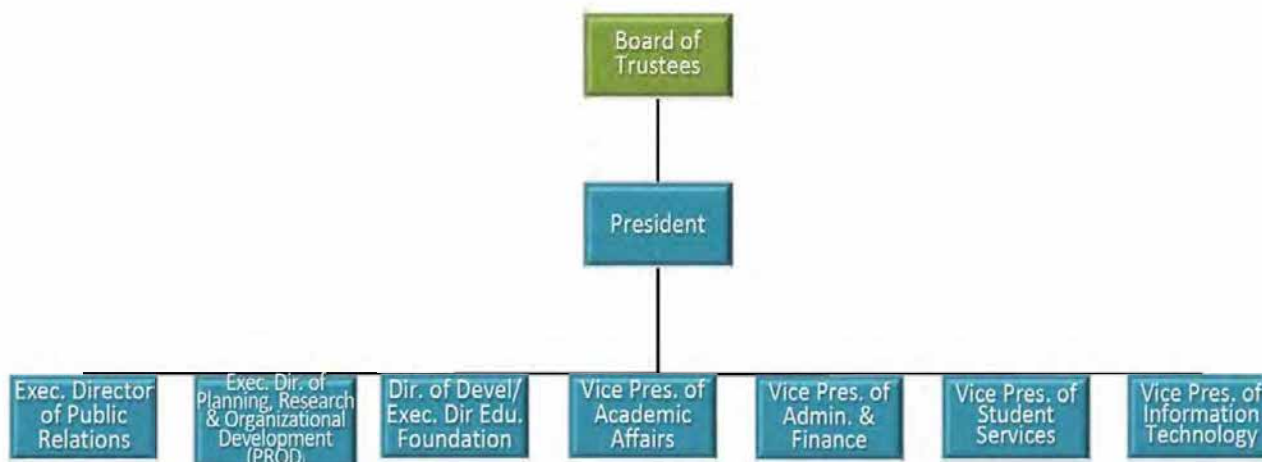 Board of
Trustees
President
Exec. Director
of Public
Relations
Exec. Dir. of
Planning, Research
& Organizational
Development
(PROD)
Dir. of Devel/
Exec. Dir Edu.
Foundation
Vice Pres. of
Academic
Affairs
Vice Pres. of
Admin. &
Finance
Vice Pres. of
Student
Services
Vice Pres. of
Information
Technology